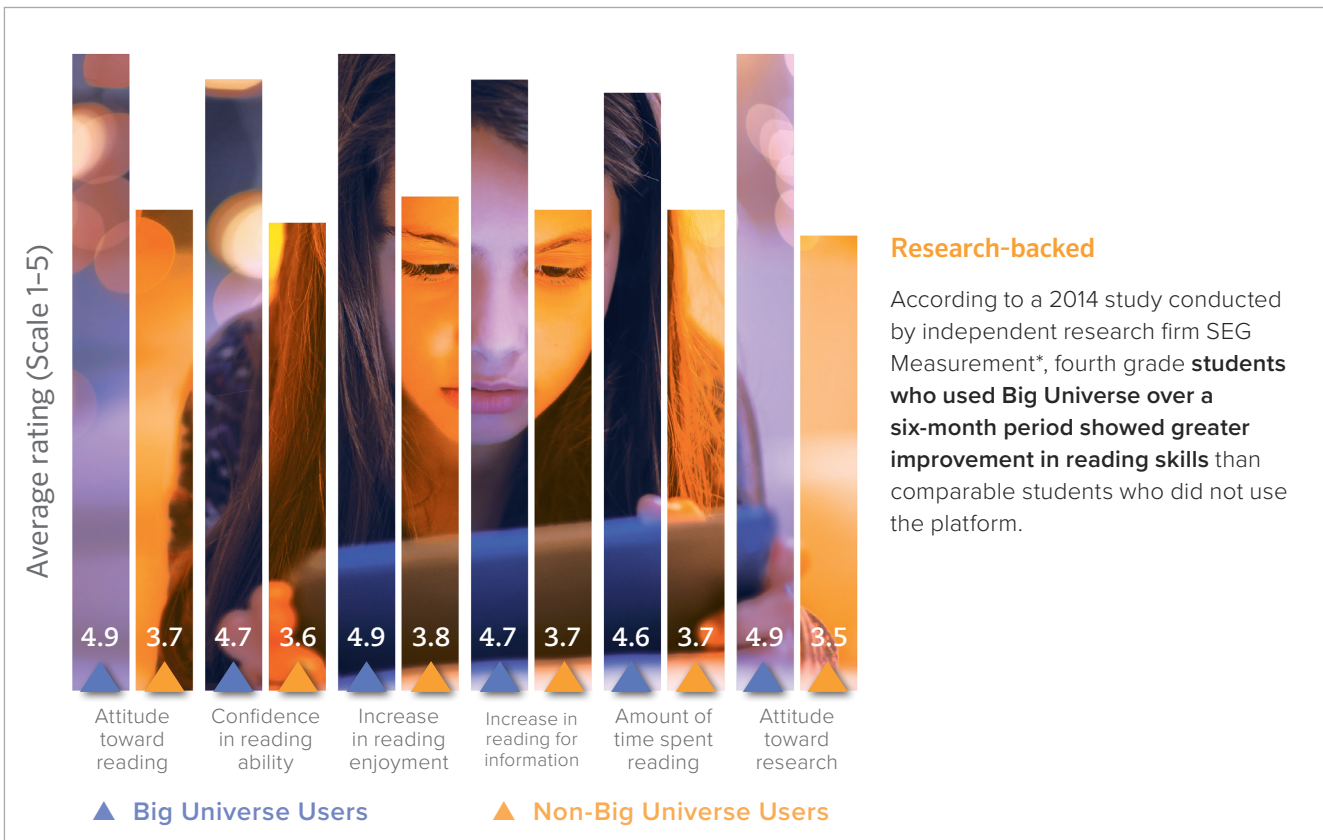 Average rating (Scale 1–5)
4.9
3.7
4.7
3.6
4.9
3.8
4.7
3.7
4.6
3.7
4.9
3.5
Attitude
toward
reading
Confidence
in reading
ability
Increase
in reading
enjoyment
Increase in
reading for
information
Amount of
time spent
reading
Attitude
toward
research
Big Universe Users
Non-Big Universe Users
Research-backed
According to a 2014 study conducted
by independent research firm SEG
Measurement*, fourth grade students
who used Big Universe over a
six-month period showed greater
improvement in reading skills than
comparable students who did not use
the platform.